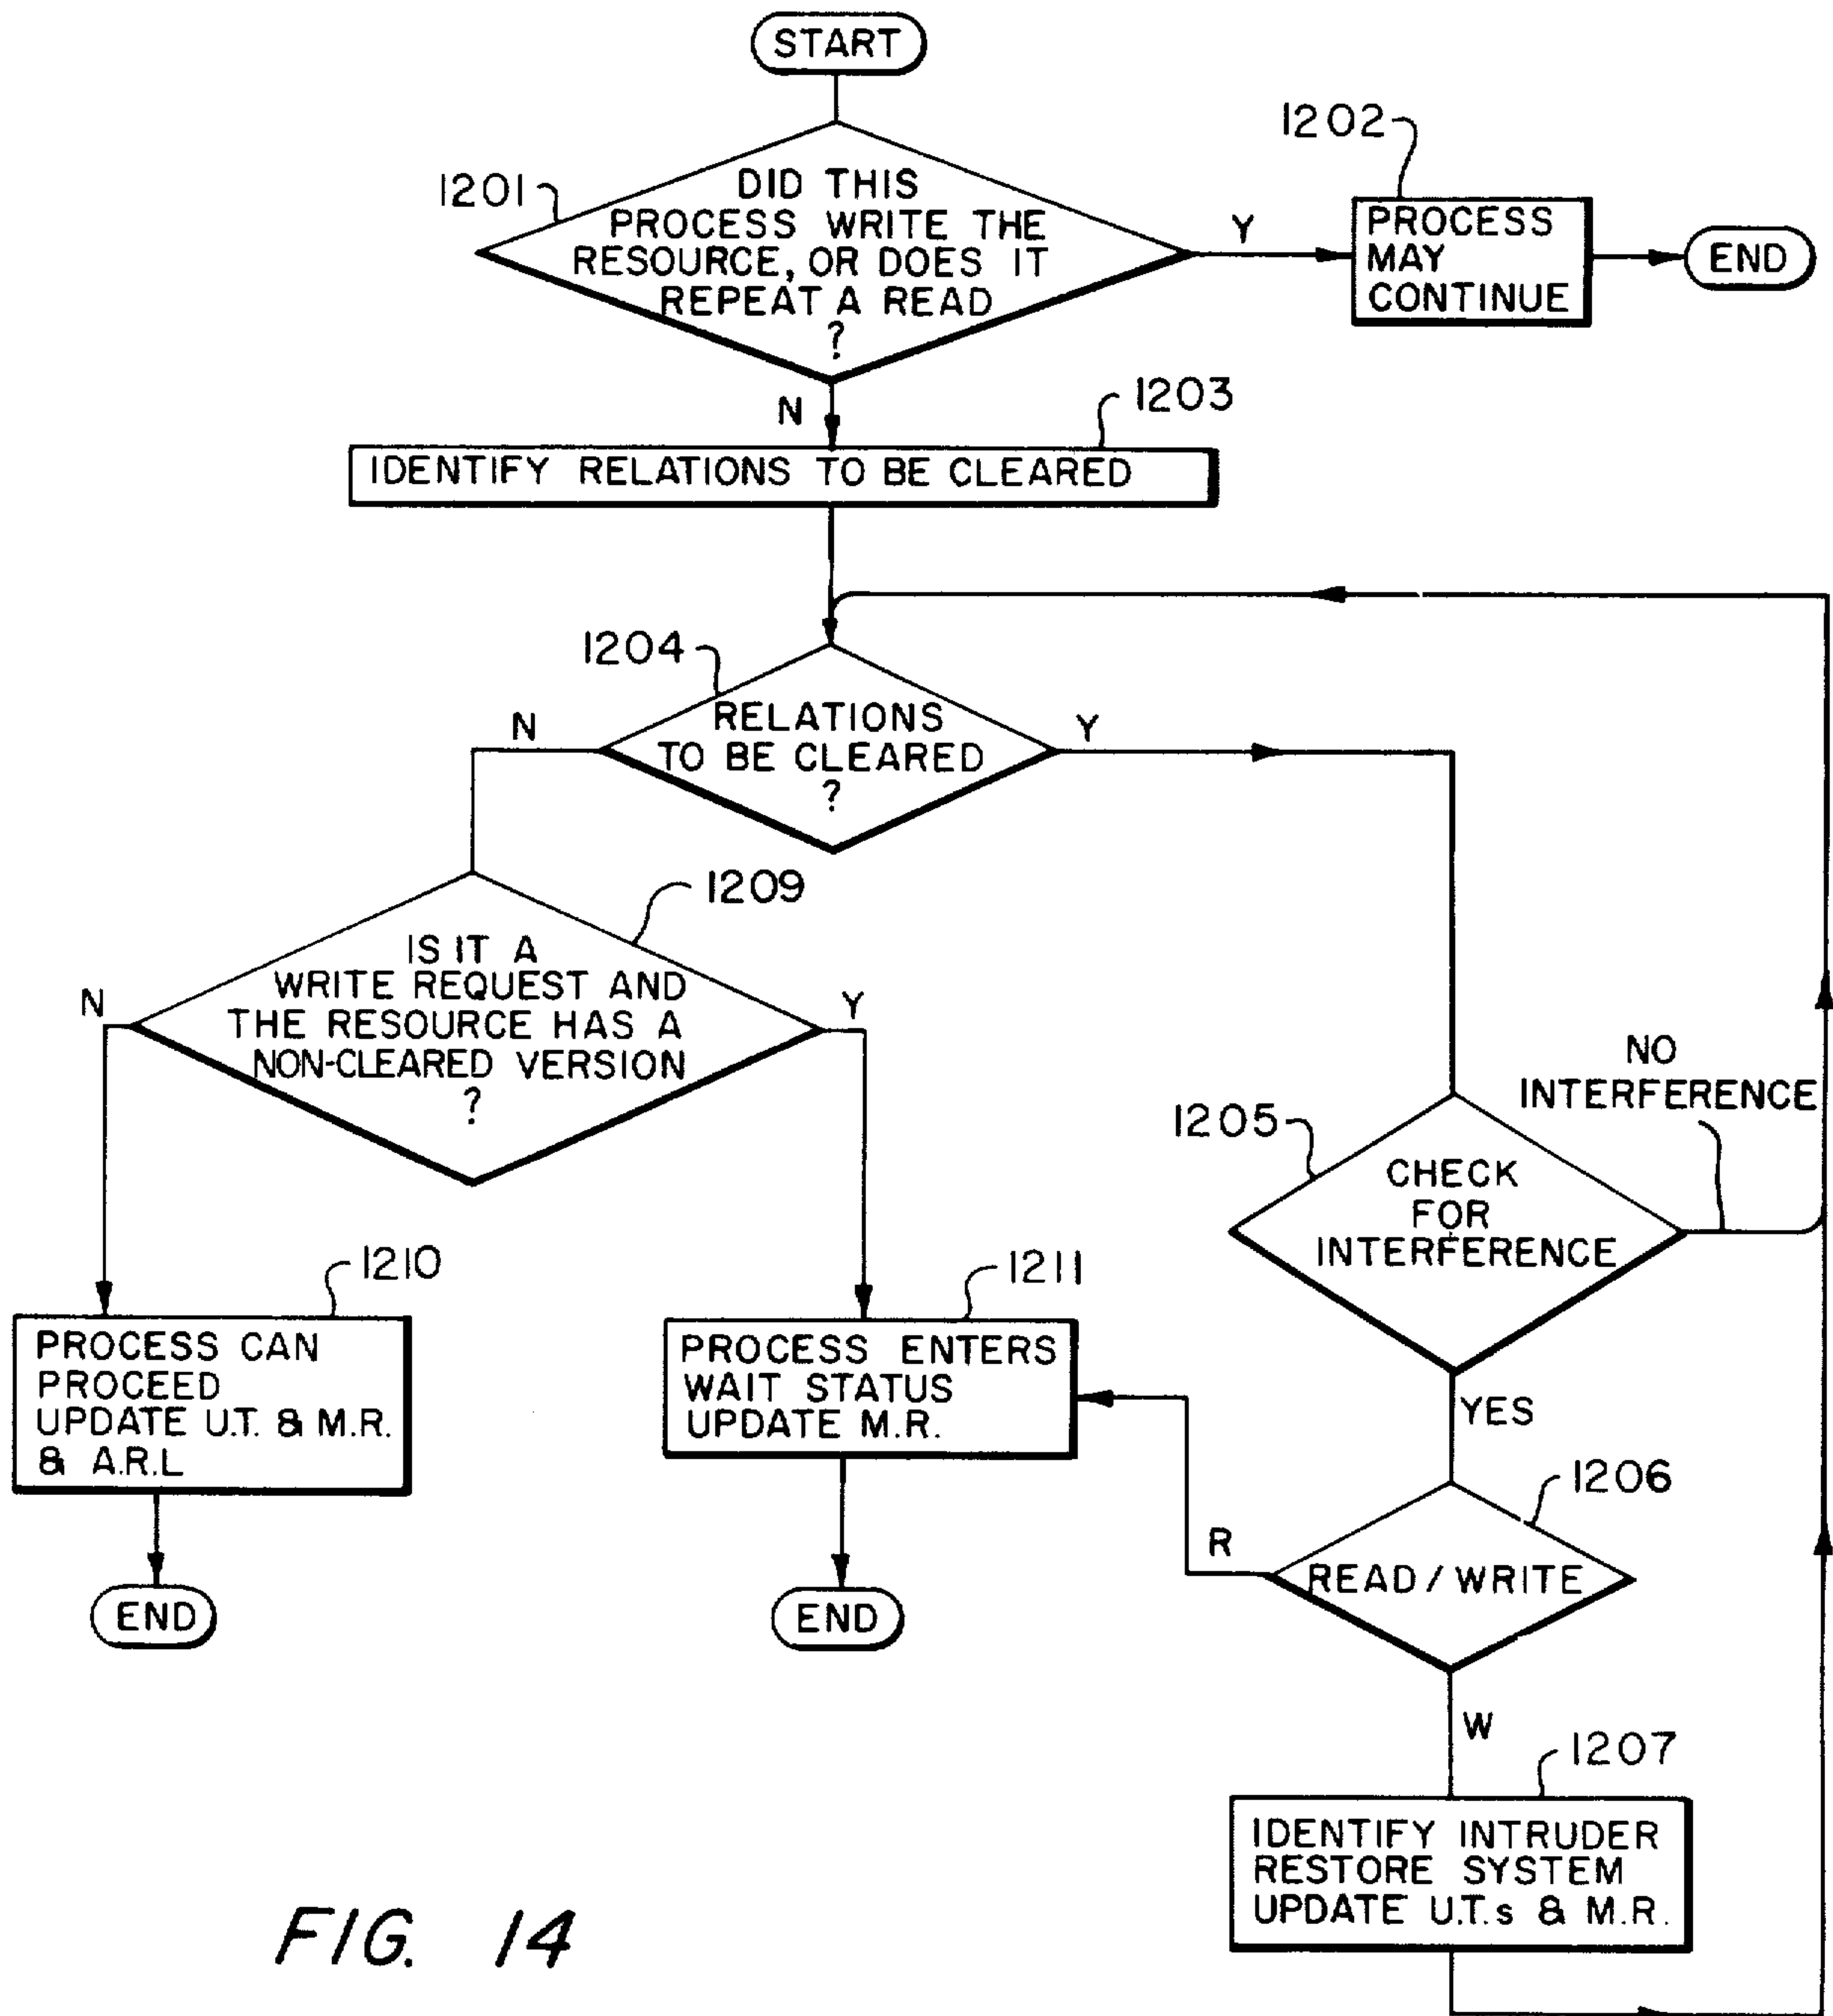 START
1201
DID THIS
PROCESS WRITE THE
RESOURCE, OR DOES IT
REPEAT A READ
?
Y
1202
PROCESS
MAY
CONTINUE
END
N
1203
IDENTIFY RELATIONS TO BE CLEARED
1204
N
RELATIONS
TO BE CLEARED
?
Y
1209
N
IS IT A
WRITE REQUEST AND
THE RESOURCE HAS A
NON-CLEARED VERSION
?
Y
NO
INTERFERENCE
1205
CHECK
FOR
INTERFERENCE
1210
PROCESS CAN
PROCEED
UPDATE U.T. & M.R.
& A.R.L
END
1211
PROCESS ENTERS
WAIT STATUS
UPDATE M.R.
END
YES
1206
R
READ / WRITE
W
1207
IDENTIFY INTRUDER
RESTORE SYSTEM
UPDATE U.T.s & M.R.
FIG. 14